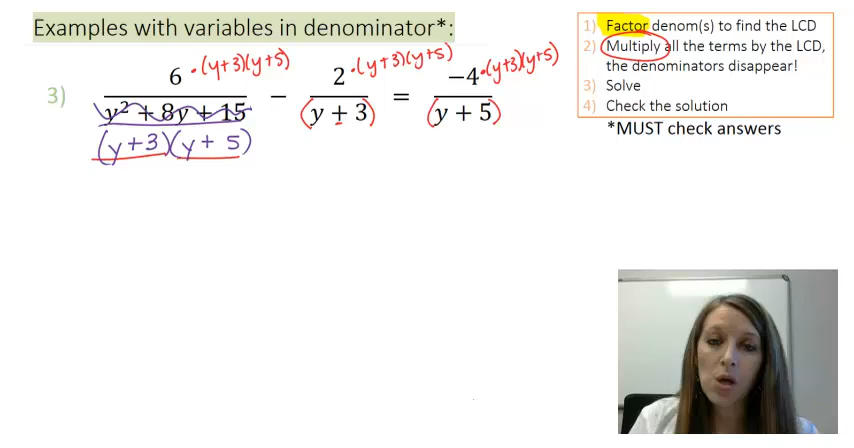 Examples with variables in denominator*:
1) Factor denom(s) to find the LCD
2) Multiply all the terms by the LCD,
the denominators disappear!
3) Solve
4) Check the solution
*MUST check answers
6 •(y+3)(y+5) 2 •(y+3)(y+5) -4 •(y+3)(y+5)
3) y² + 8y + 15 − (y + 3) = (y + 5)
(y+3)(y+ 5)